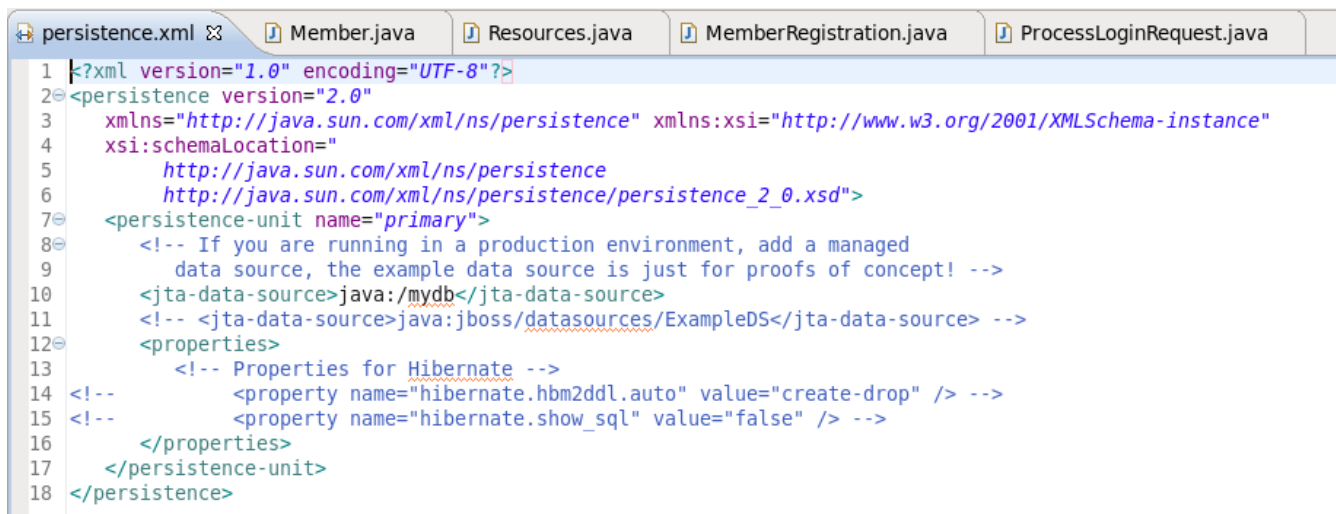 persistence.xml Member.java Resources.java MemberRegistration.java ProcessLoginRequest.java
1 <?xml version="1.0" encoding="UTF-8"?>
2 <persistence version="2.0"
3    xmlns="http://java.sun.com/xml/ns/persistence" xmlns:xsi="http://www.w3.org/2001/XMLSchema-instance"
4    xsi:schemaLocation="
5         http://java.sun.com/xml/ns/persistence
6         http://java.sun.com/xml/ns/persistence/persistence_2_0.xsd">
7    <persistence-unit name="primary">
8       <!-- If you are running in a production environment, add a managed
9          data source, the example data source is just for proofs of concept! -->
10       <jta-data-source>java:/mydb</jta-data-source>
11       <!-- <jta-data-source>java:jboss/datasources/ExampleDS</jta-data-source> -->
12       <properties>
13          <!-- Properties for Hibernate -->
14 <!--          <property name="hibernate.hbm2ddl.auto" value="create-drop" /> -->
15 <!--          <property name="hibernate.show_sql" value="false" /> -->
16       </properties>
17    </persistence-unit>
18 </persistence>